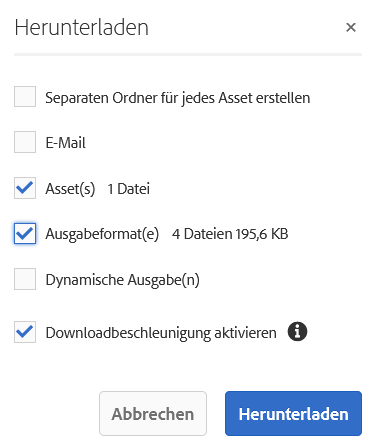 Herunterladen
Separaten Ordner für jedes Asset erstellen
E-Mail
Asset(s) 1 Datei
Ausgabeformat(e) 4 Dateien 195,6 KB
Dynamische Ausgabe(n)
Downloadbeschleunigung aktivieren
Abbrechen Herunterladen